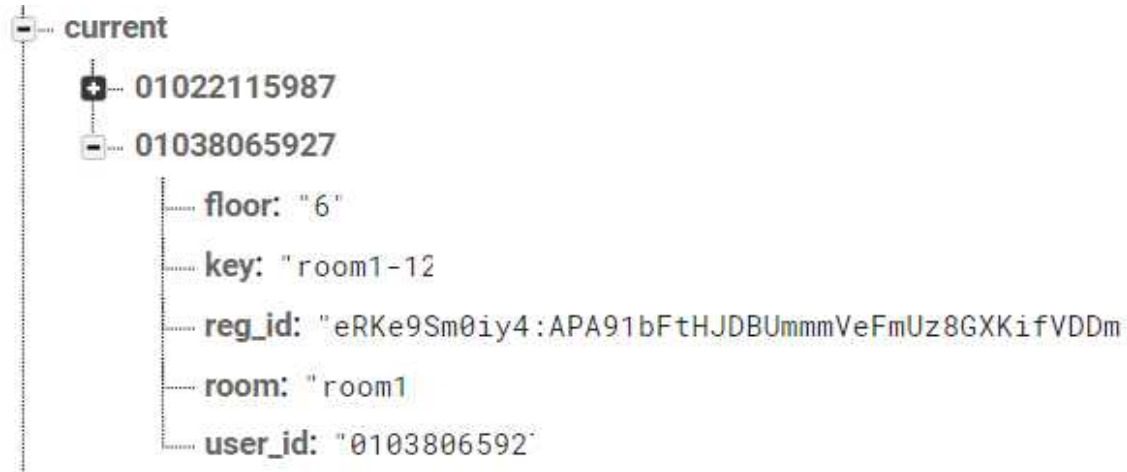 current
01022115987
01038065927
floor: "6"
key: "room1-12
reg_id: "eRKe9Sm0iy4:APA91bFtHJDBUmmmVeFmUz8GXKifVDDm
room: "room1
user_id: "0103806592